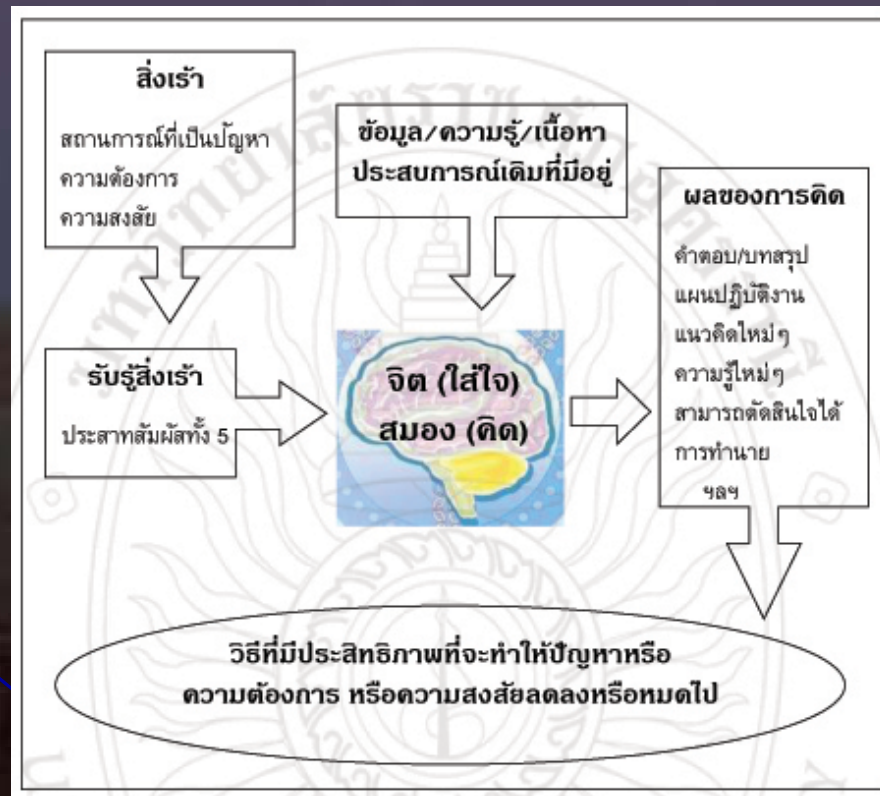 สิ่งเร้า
สถานการณ์ที่เป็นปัญหา
ความต้องการ
ความสงสัย
ข้อมูล/ความรู้/เนื้อหา
ประสบการณ์เดิมที่มีอยู่
รับรู้สิ่งเร้า
ประสาทสัมผัสทั้ง 5
จิต (ใส่ใจ)
สมอง (คิด)
ผลของการคิด
คำตอบ/บทสรุป
แผนปฏิบัติงาน
แนวคิดใหม่ๆ
ความรู้ใหม่ๆ
สามารถตัดสินใจได้
การทำนาย
ฯลฯ
วิธีที่มีประสิทธิภาพที่จะทำให้ปัญหาหรือ
ความต้องการ หรือความสงสัยลดลงหรือหมดไป